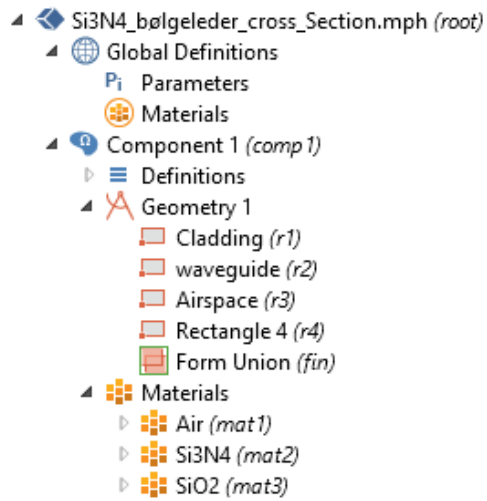 Si3N4_bølgeleder_cross_Section.mph (root)
Global Definitions
Pi Parameters
Materials
Component 1 (comp1)
Definitions
Geometry 1
Cladding (r1)
waveguide (r2)
Airspace (r3)
Rectangle 4 (r4)
Form Union (fin)
Materials
Air (mat1)
Si3N4 (mat2)
SiO2 (mat3)